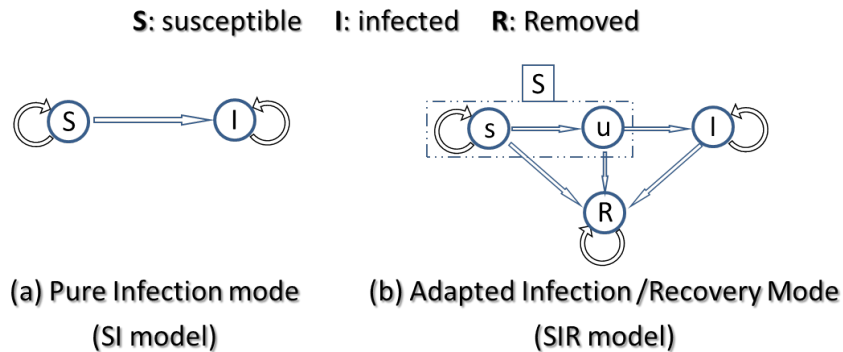 S: susceptible I: infected R: Removed
S
S I
s u I
R
(a) Pure Infection mode
(b) Adapted Infection /Recovery Mode
(SI model)
(SIR model)